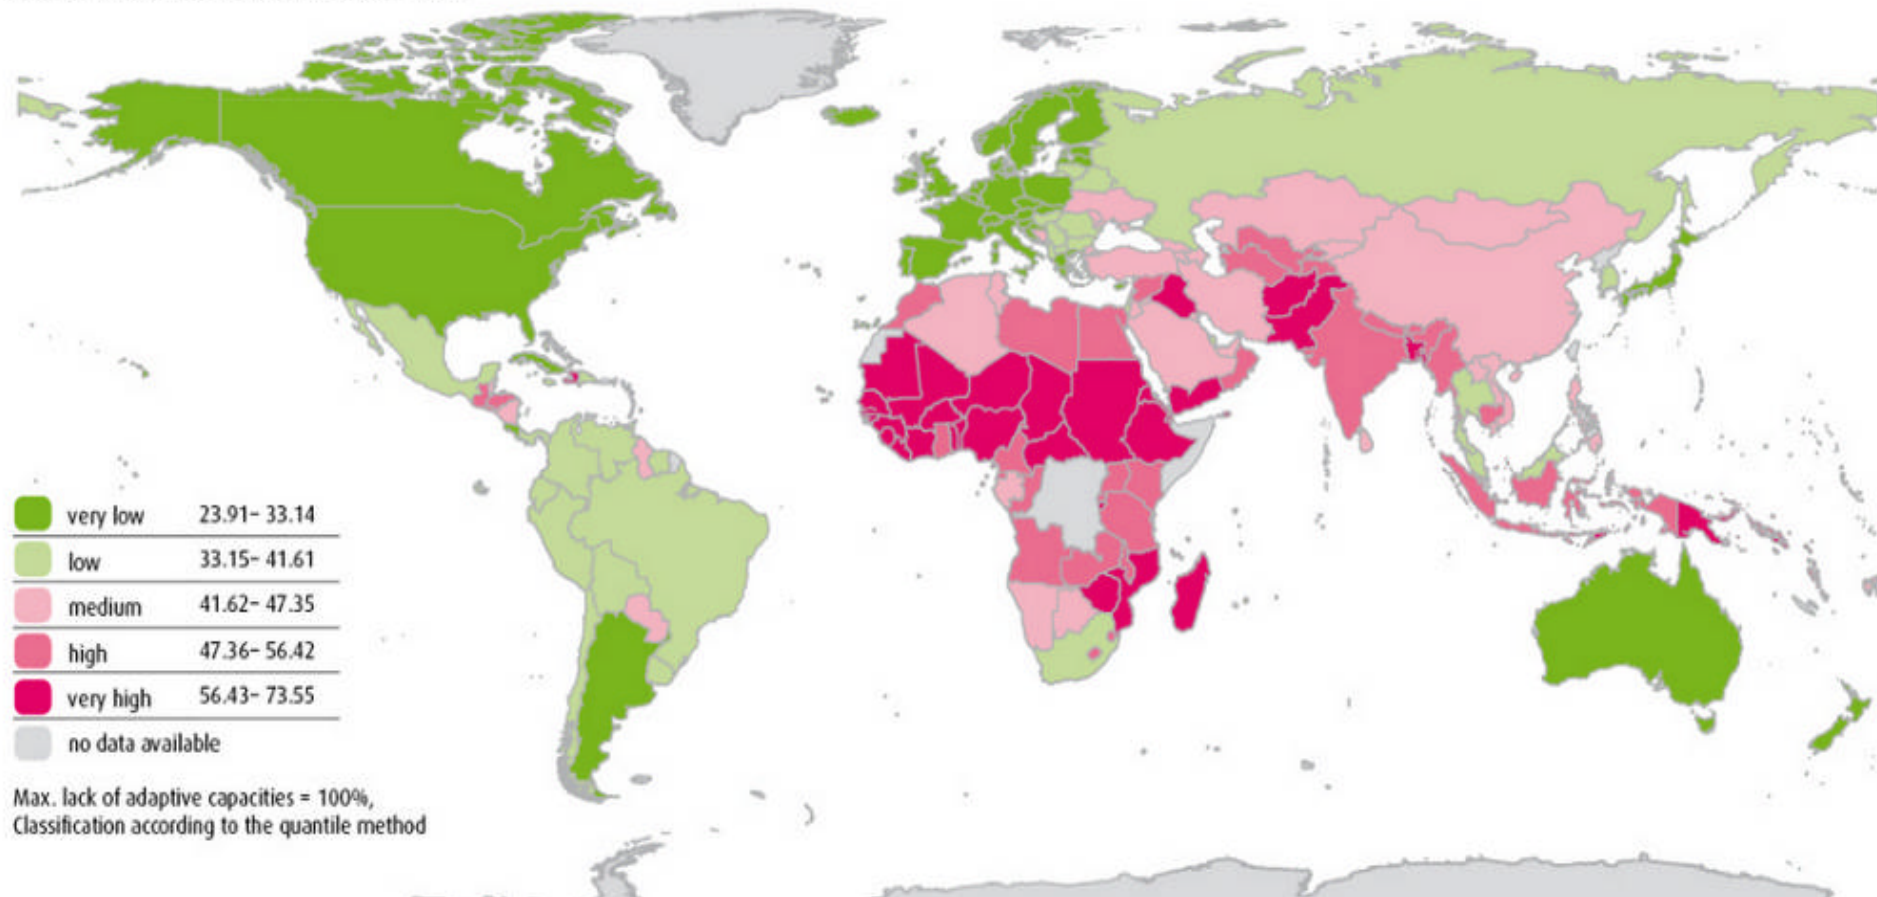 very low 23.91– 33.14
low 33.15– 41.61
medium 41.62– 47.35
high 47.36– 56.42
very high 56.43– 73.55
no data available
Max. lack of adaptive capacities = 100%,
Classification according to the quantile method